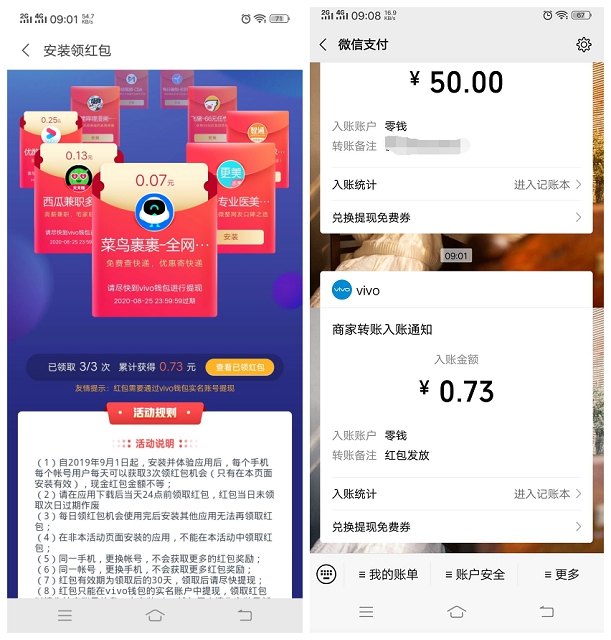 2G 4G 09:01 54.7 KB/s 71
安装领红包
0.25元
0.13元
0.07元
更美
西瓜兼职多
菜鸟裹裹-全网…
专业医美…
免费查快递，优惠寄快递
安装
请尽快到vivo钱包进行提现
2020-08-25 23:59:59过期
已领取 3/3 次 累计获得 0.73 元 查看已领红包
友情提示：红包需要通过vivo钱包实名账号提现
活动规则
活动说明
（1）自2019年9月1日起，安装并体验应用后，每个手机
每个帐号用户每天可以获取3次领红包机会（只有在本页面
安装有效），现金红包金额不等；
（2）请在应用下载后当天24点前领取红包，红包当日未领
取次日过期作废
（3）每日领红包机会使用完后安装其他应用无法再领取红
包；
（4）在非本活动页面安装的应用，不能在本活动中领取红
包；
（5）同一手机，更换帐号，不会获取更多的红包奖励；
（6）同一帐号，更换手机，不会获取更多红包奖励；
（7）红包有效期为领取后的30天，领取后请尽快提现；
（8）红包只能在vivo钱包的实名账户中提现，领取红包
2G 4G 09:08 16.9 KB/s 67
微信支付
¥ 50.00
入账账户 零钱
转账备注
入账统计 进入记账本
兑换提现免费券
09:01
vivo vivo
商家转账入账通知
入账金额
¥ 0.73
入账账户 零钱
转账备注 红包发放
入账统计 进入记账本
兑换提现免费券
我的账单 账户安全 更多